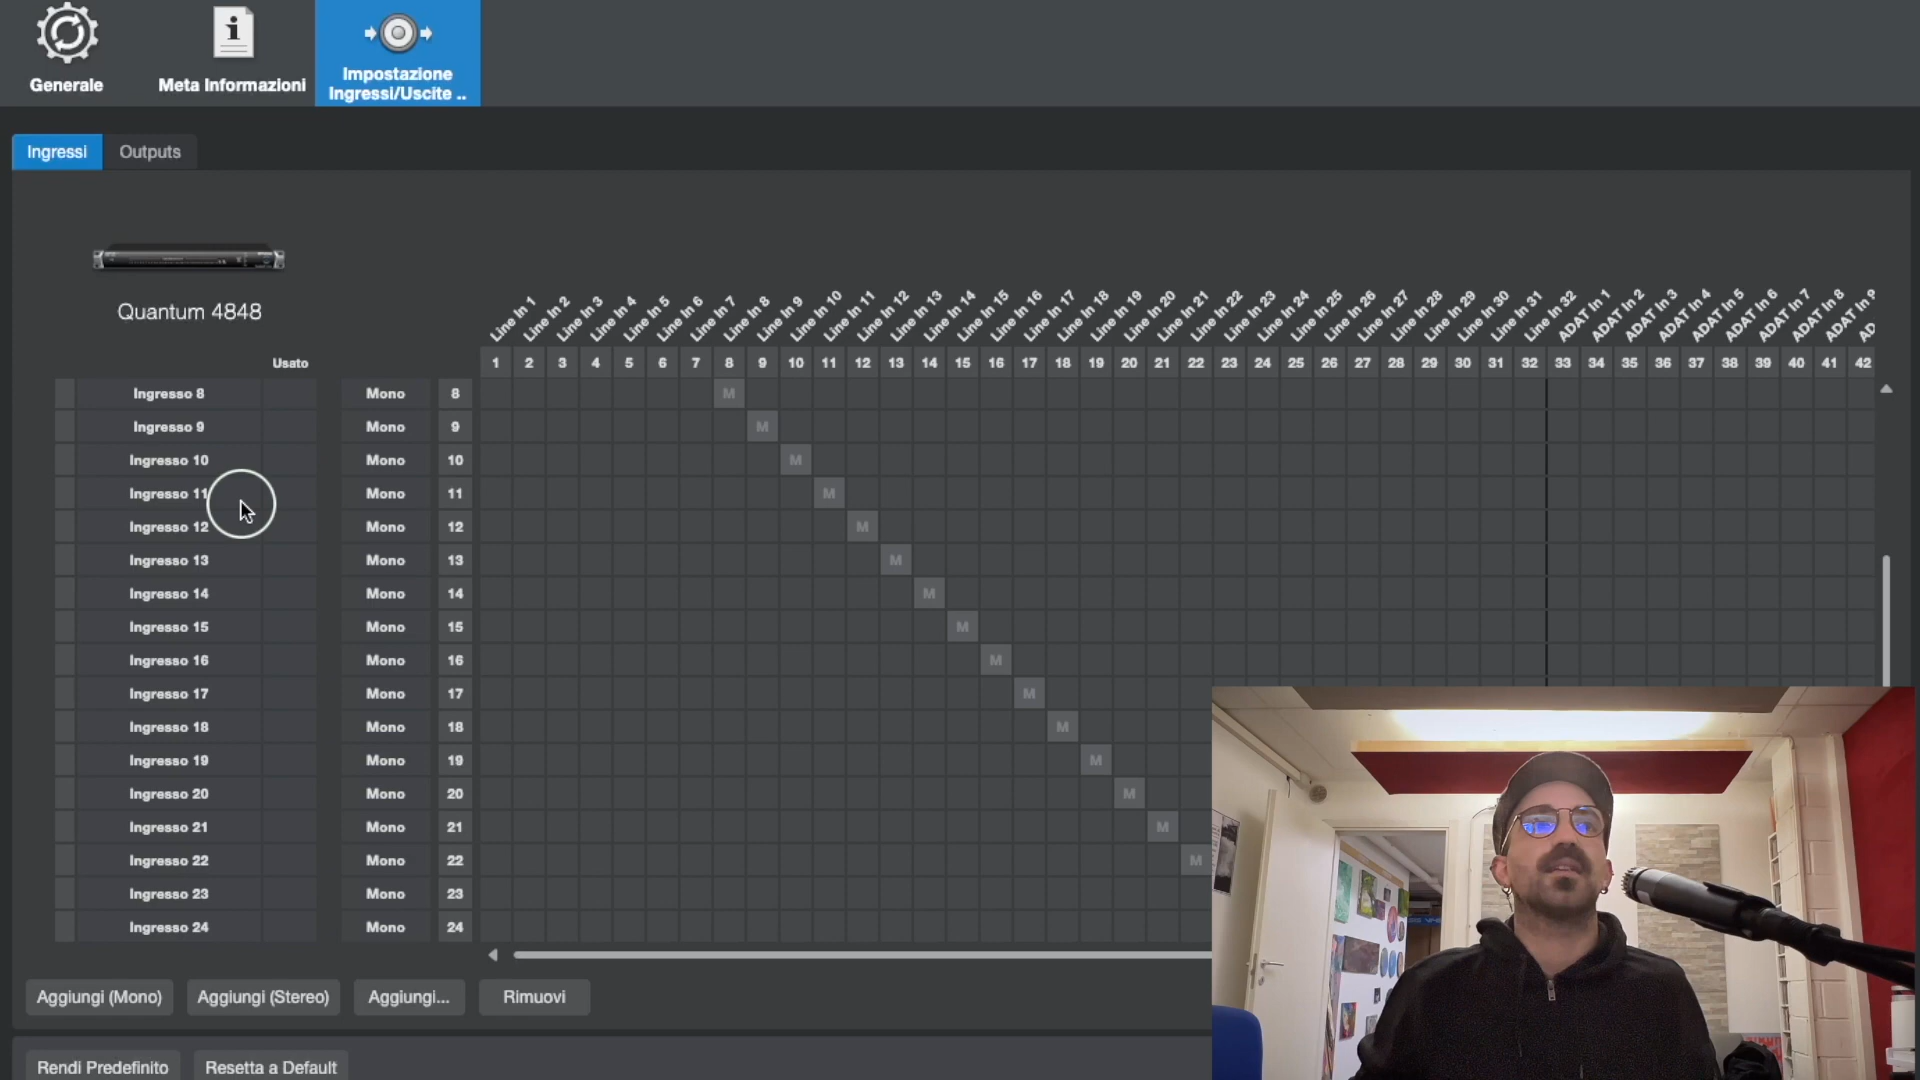 Generale
Meta Informazioni
Impostazione
Ingressi/Uscite ..
Ingressi
Outputs
Quantum 4848
Usato
Line In 1
Line In 2
Line In 3
Line In 4
Line In 5
Line In 6
Line In 7
Line In 8
Line In 9
Line In 10
Line In 11
Line In 12
Line In 13
Line In 14
Line In 15
Line In 16
Line In 17
Line In 18
Line In 19
Line In 20
Line In 21
Line In 22
Line In 23
Line In 24
Line In 25
Line In 26
Line In 27
Line In 28
Line In 29
Line In 30
Line In 31
Line In 32
ADAT In 1
ADAT In 2
ADAT In 3
ADAT In 4
ADAT In 5
ADAT In 6
ADAT In 7
ADAT In 8
ADAT In 9
AD
1 2 3 4 5 6 7 8 9 10 11 12 13 14 15 16 17 18 19 20 21 22 23 24 25 26 27 28 29 30 31 32 33 34 35 36 37 38 39 40 41 42
Ingresso 8 Mono 8 M
Ingresso 9 Mono 9 M
Ingresso 10 Mono 10 M
Ingresso 11 Mono 11 M
Ingresso 12 Mono 12 M
Ingresso 13 Mono 13 M
Ingresso 14 Mono 14 M
Ingresso 15 Mono 15 M
Ingresso 16 Mono 16 M
Ingresso 17 Mono 17 M
Ingresso 18 Mono 18 M
Ingresso 19 Mono 19 M
Ingresso 20 Mono 20 M
Ingresso 21 Mono 21 M
Ingresso 22 Mono 22 M
Ingresso 23 Mono 23
Ingresso 24 Mono 24
Aggiungi (Mono)
Aggiungi (Stereo)
Aggiungi...
Rimuovi
Rendi Predefinito
Resetta a Default